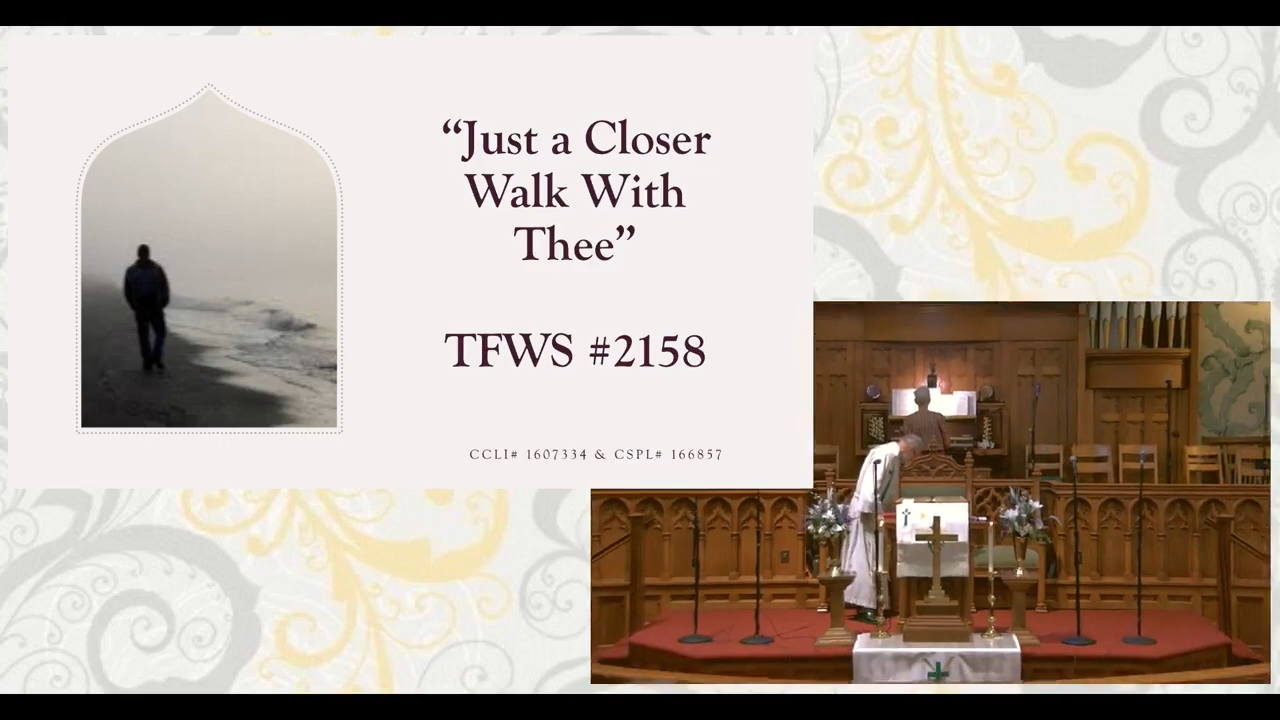 “Just a Closer
Walk With
Thee”
TFWS #2158
CCLI# 1607334 & CSPL# 166857